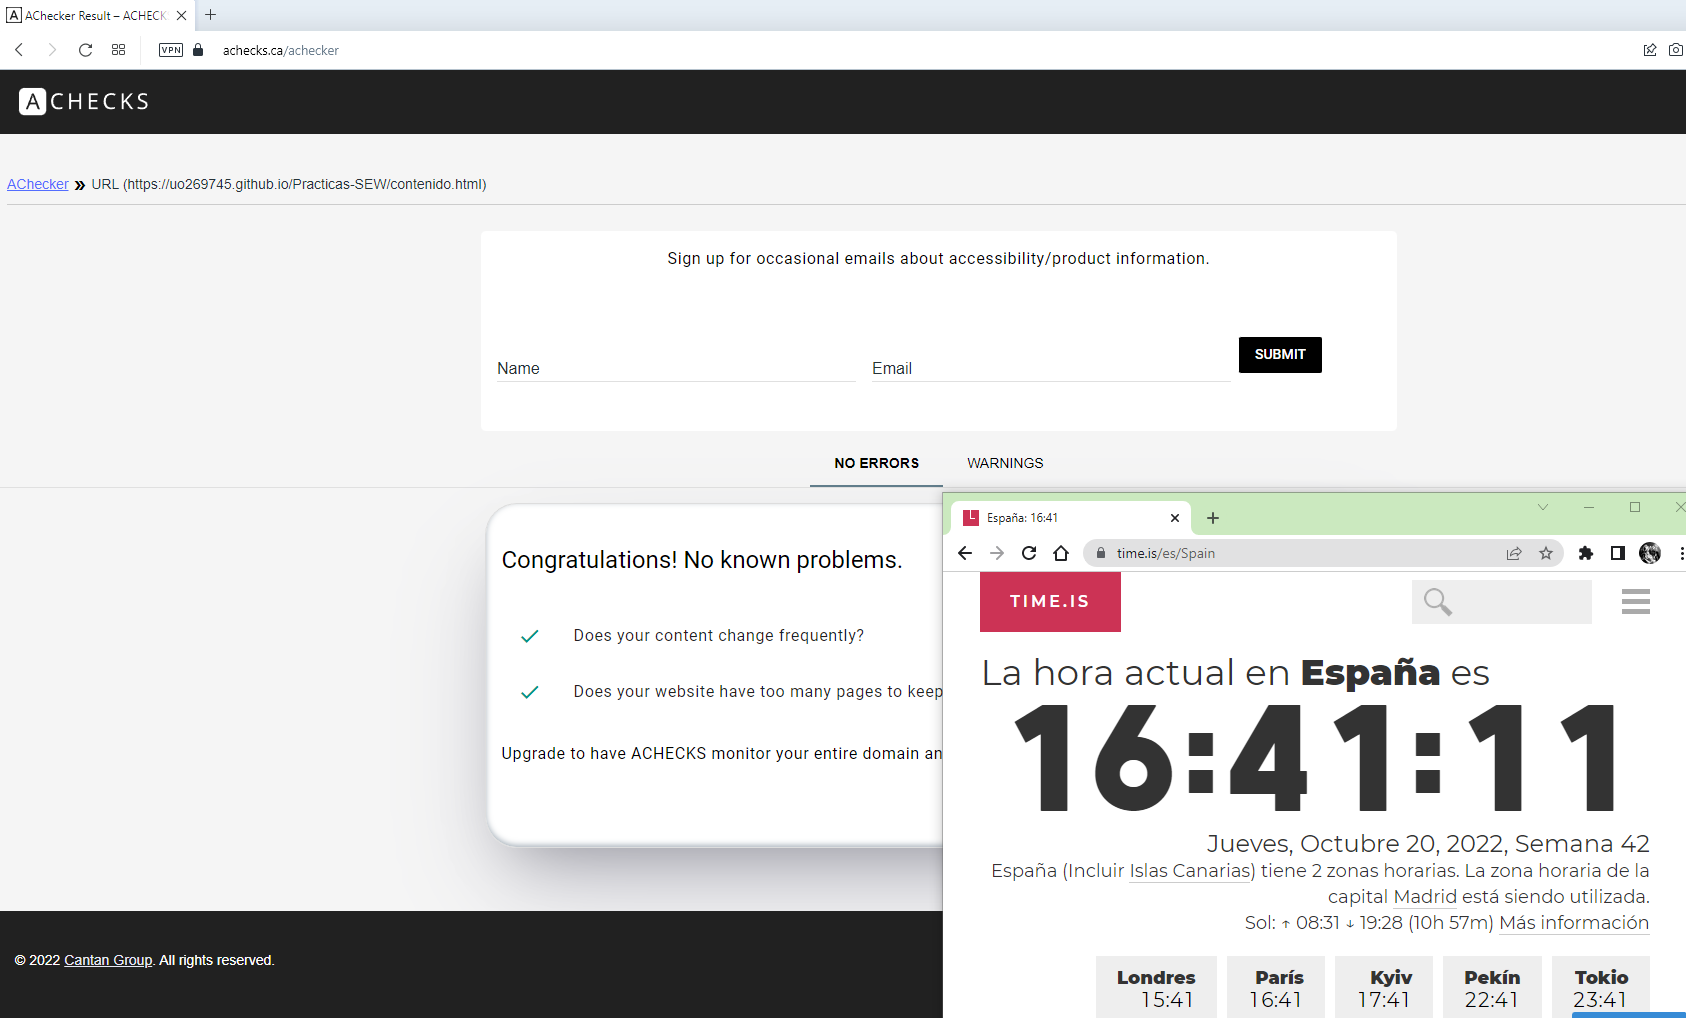 AChecker Result – ACHECK
VPN
achecks.ca/achecker
ACHECKS
AChecker » URL (https://uo269745.github.io/Practicas-SEW/contenido.html)
Sign up for occasional emails about accessibility/product information.
Name
Email
SUBMIT
NO ERRORS
WARNINGS
Congratulations! No known problems.
Does your content change frequently?
Does your website have too many pages to keep
Upgrade to have ACHECKS monitor your entire domain an
© 2022 Cantan Group. All rights reserved.
España: 16:41
time.is/es/Spain
TIME.IS
La hora actual en España es
16:41:11
Jueves, Octubre 20, 2022, Semana 42
España (Incluir Islas Canarias) tiene 2 zonas horarias. La zona horaria de la
capital Madrid está siendo utilizada.
Sol: ↑ 08:31 ↓ 19:28 (10h 57m) Más información
Londres
15:41
París
16:41
Kyiv
17:41
Pekín
22:41
Tokio
23:41